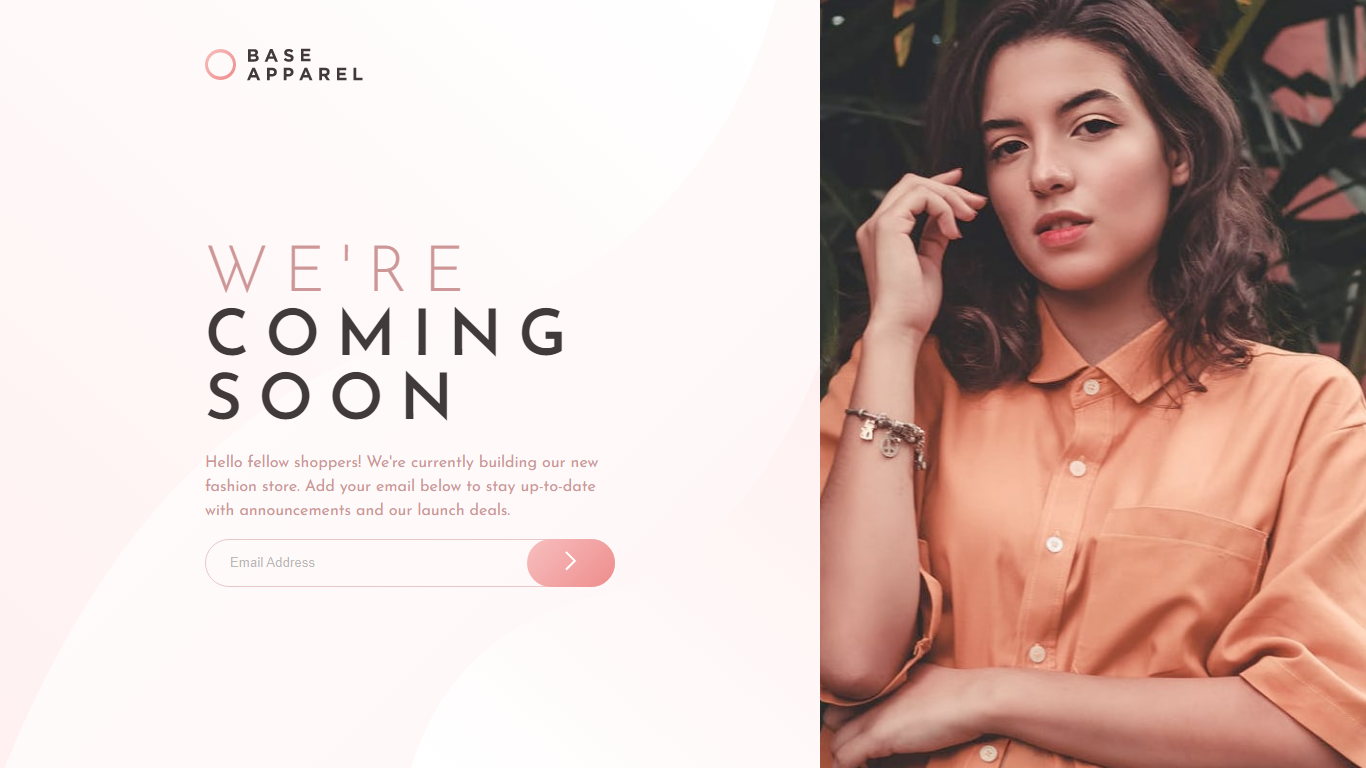 BASE
APPAREL
WE'RE
COMING
SOON
Hello fellow shoppers! We're currently building our new
fashion store. Add your email below to stay up-to-date
with announcements and our launch deals.
Email Address